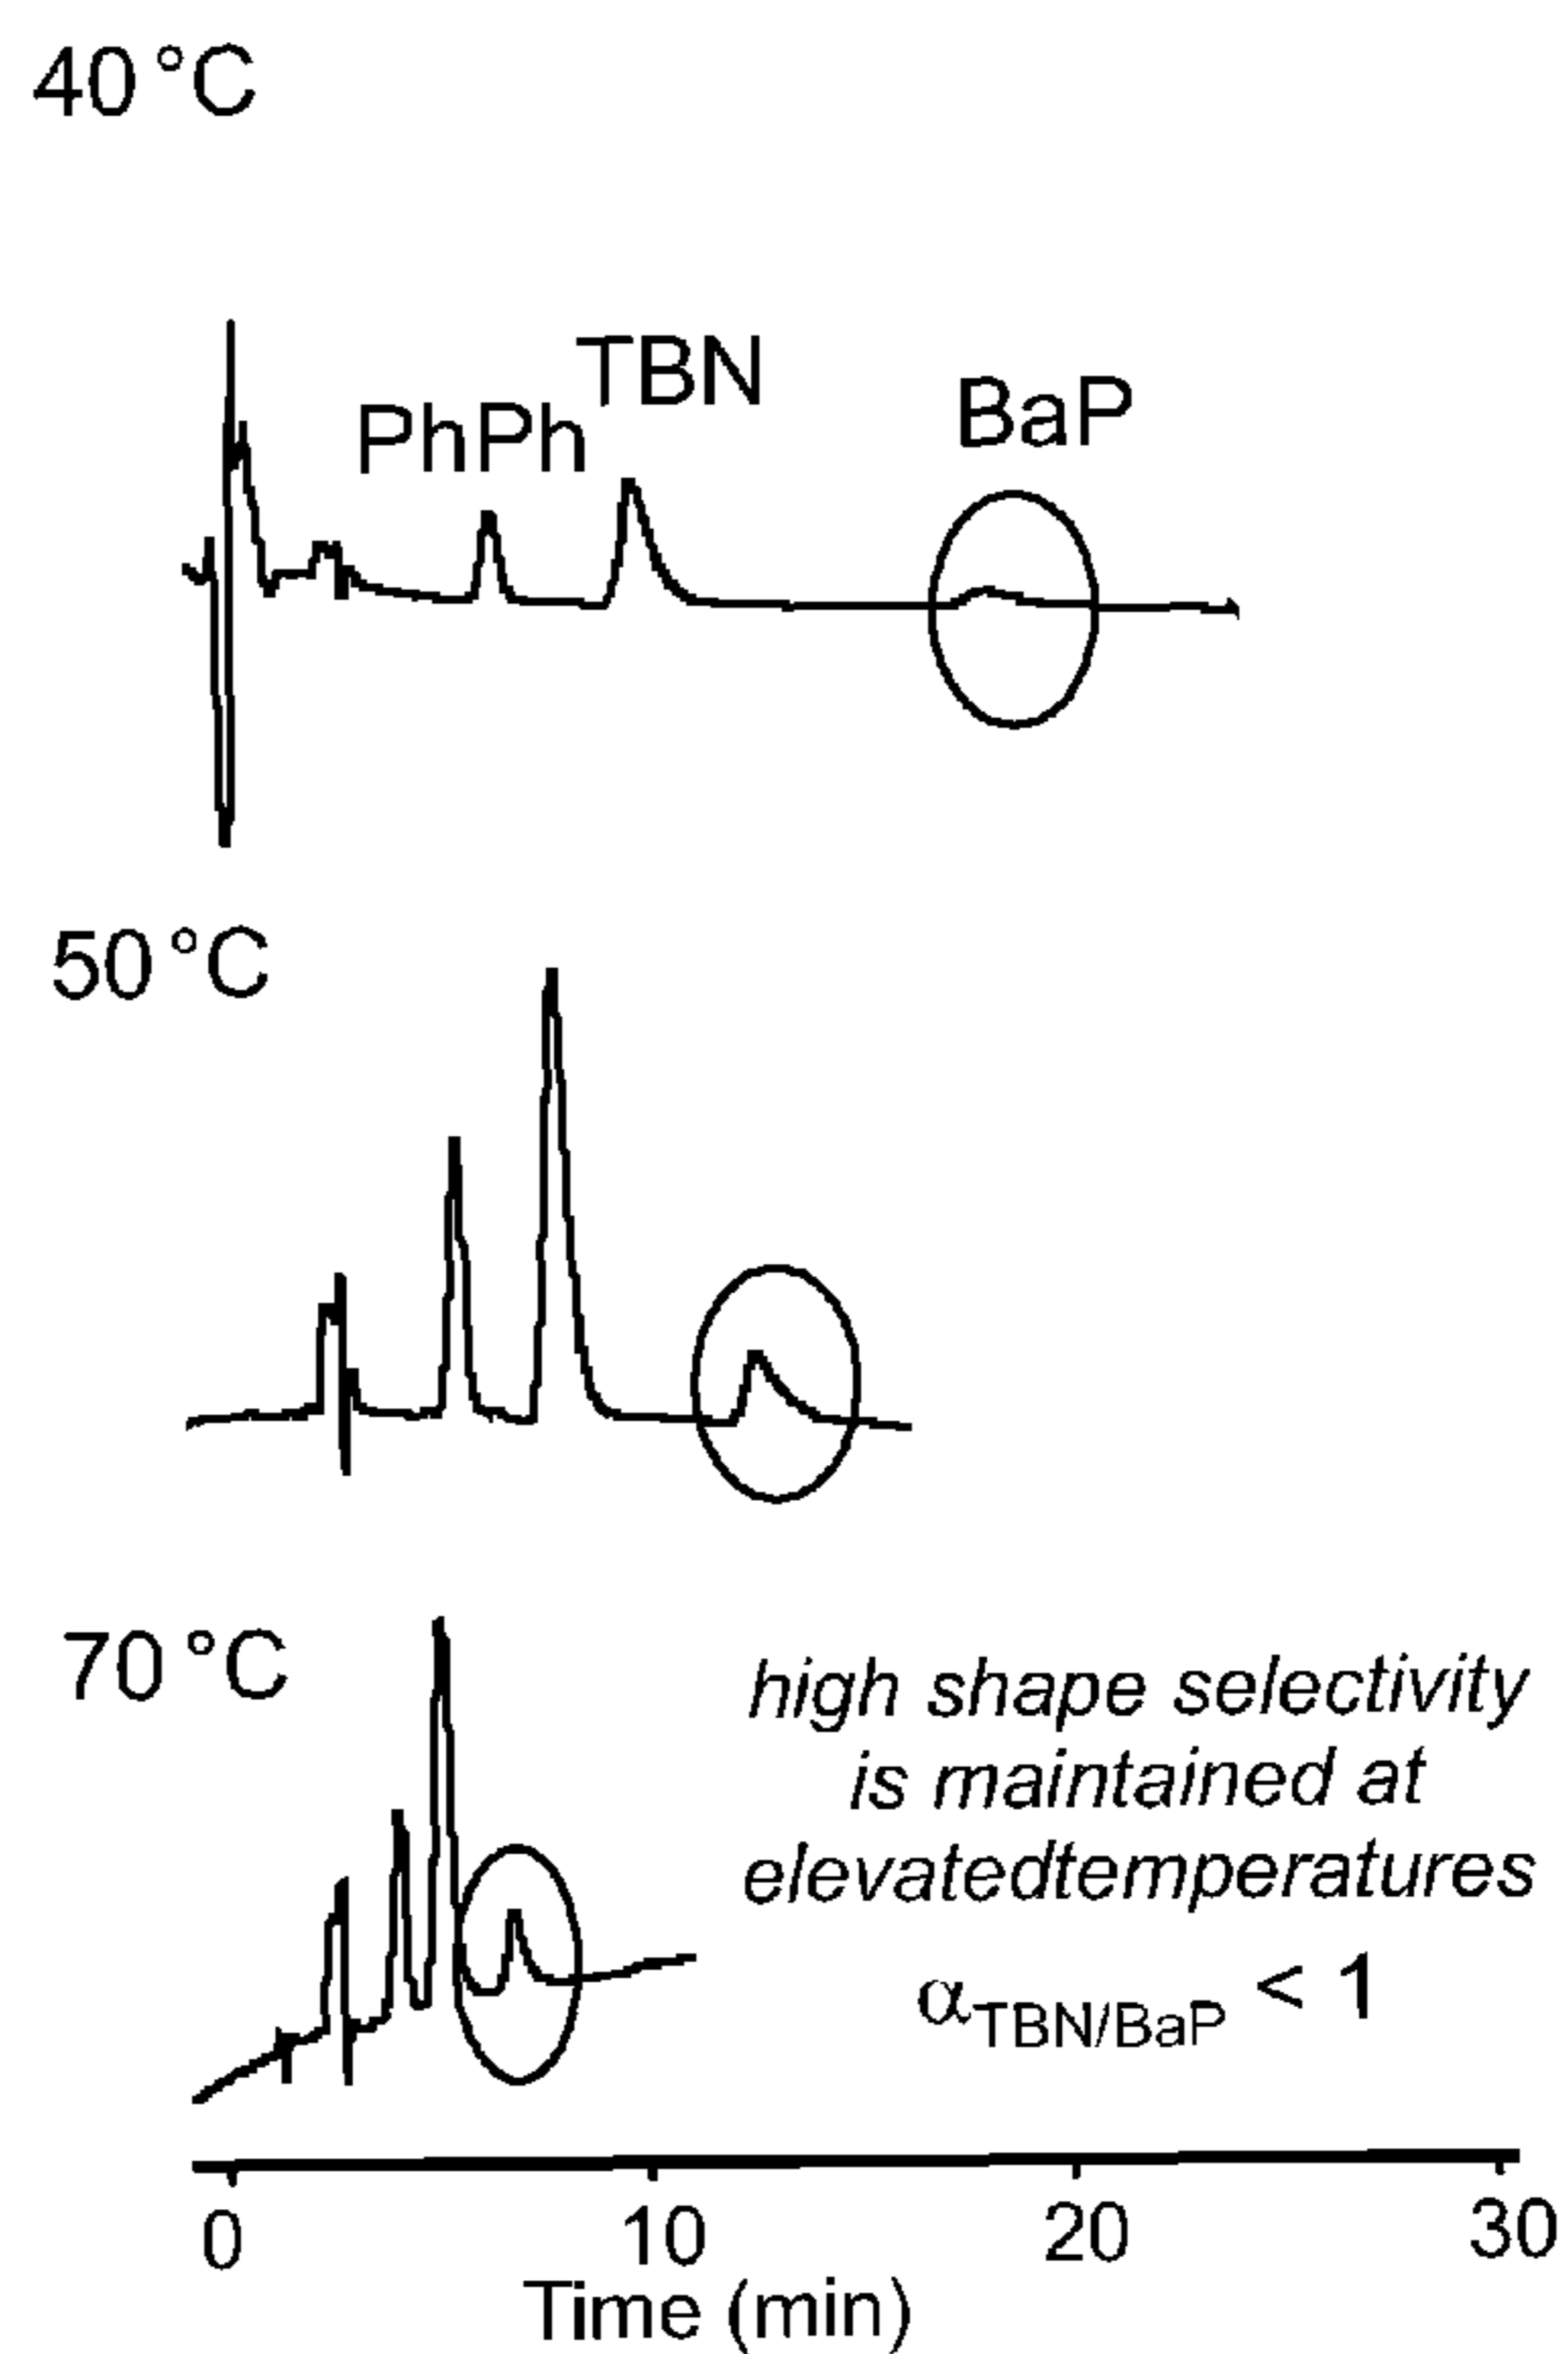 40 °C
PhPh
TBN
BaP
50 °C
70 °C
high shape selectivity
is maintained at
elevatedtemperatures
αTBN/BaP < 1
0 10 20 30
Time (min)